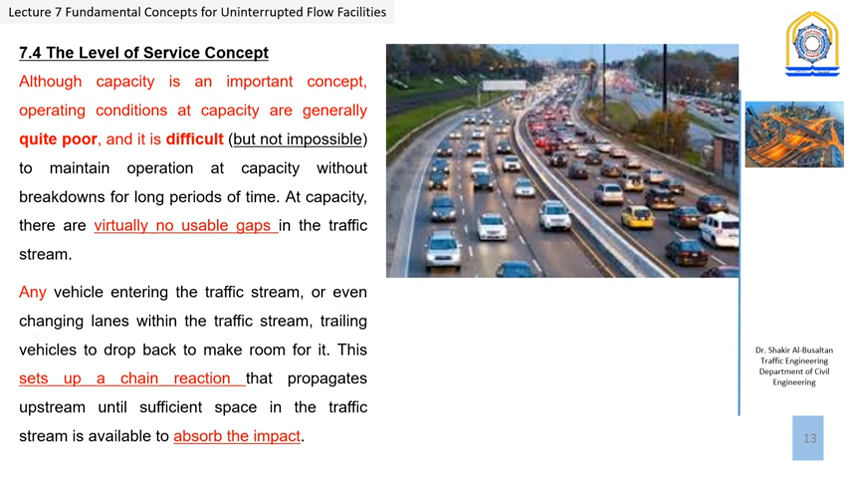 Lecture 7 Fundamental Concepts for Uninterrupted Flow Facilities
7.4 The Level of Service Concept
Although capacity is an important concept,
operating conditions at capacity are generally
quite poor, and it is difficult (but not impossible)
to maintain operation at capacity without
breakdowns for long periods of time. At capacity,
there are virtually no usable gaps in the traffic
stream.
Any vehicle entering the traffic stream, or even
changing lanes within the traffic stream, trailing
vehicles to drop back to make room for it. This
sets up a chain reaction that propagates
upstream until sufficient space in the traffic
stream is available to absorb the impact.
Dr. Shakir Al-Busaltan
Traffic Engineering
Department of Civil
Engineering
13